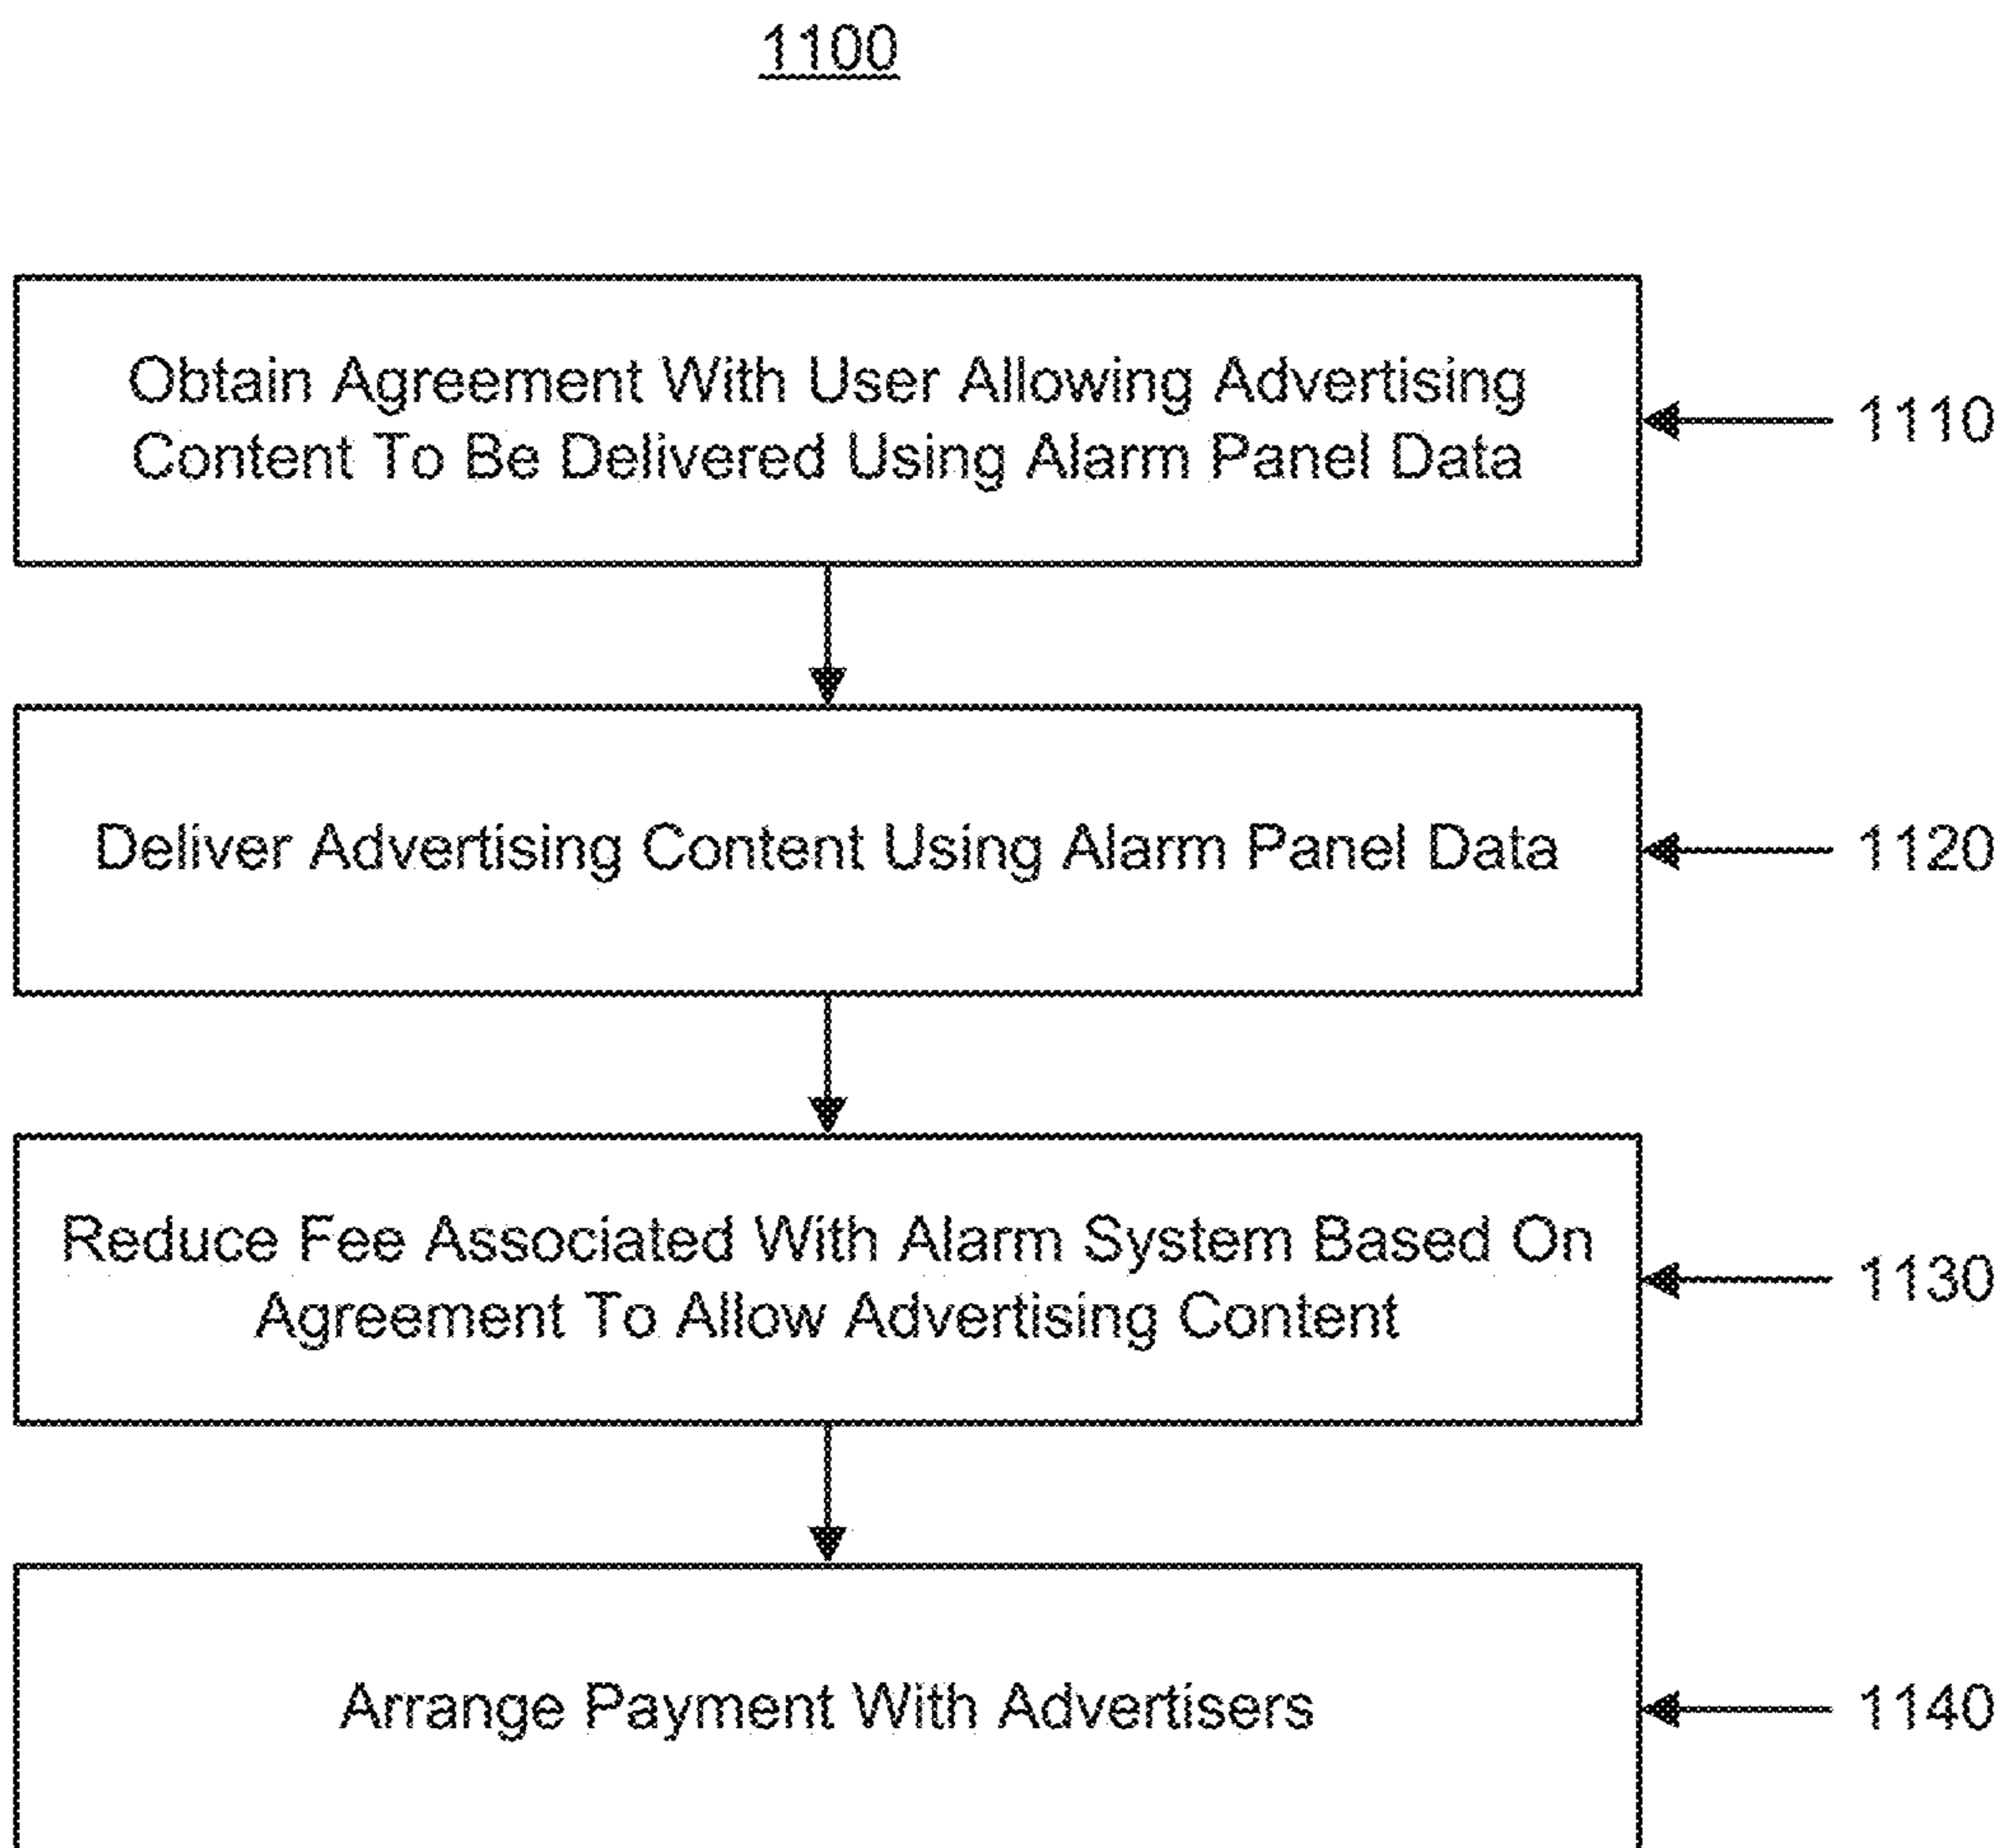 1100
Obtain Agreement With User Allowing Advertising
Content To Be Delivered Using Alarm Panel Data
1110
Deliver Advertising Content Using Alarm Panel Data
1120
Reduce Fee Associated With Alarm System Based On
Agreement To Allow Advertising Content
1130
Arrange Payment With Advertisers
1140